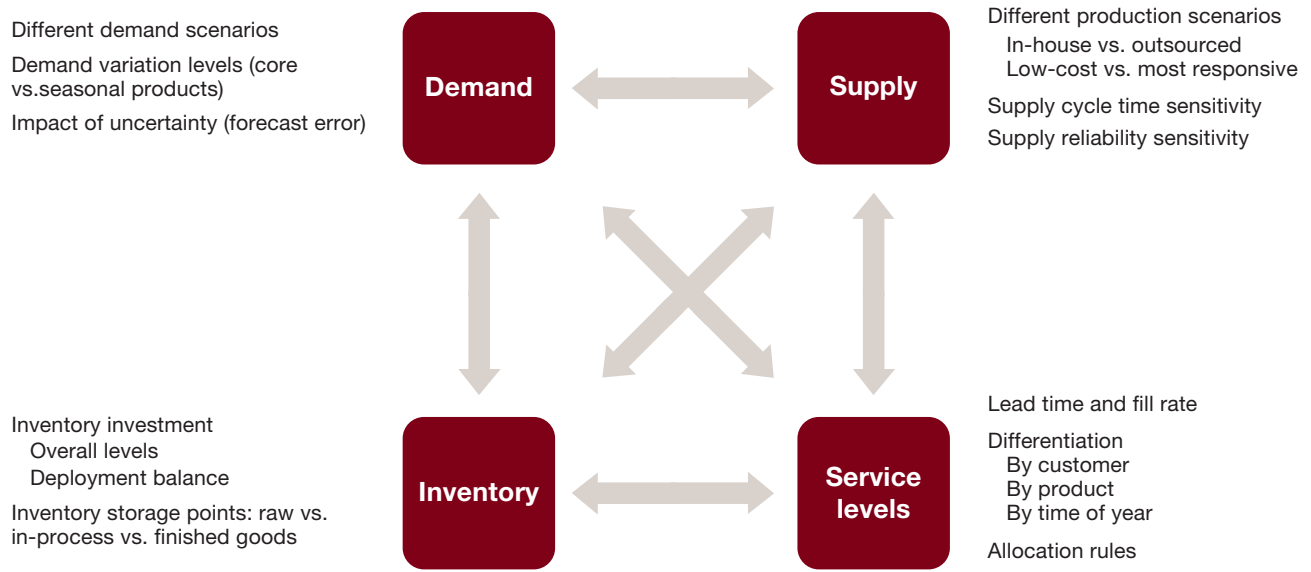 Different demand scenarios
Demand variation levels (core
vs.seasonal products)
Impact of uncertainty (forecast error)
Demand
Supply
Different production scenarios
In-house vs. outsourced
Low-cost vs. most responsive
Supply cycle time sensitivity
Supply reliability sensitivity
Inventory investment
Overall levels
Deployment balance
Inventory storage points: raw vs.
in-process vs. finished goods
Inventory
Service
levels
Lead time and fill rate
Differentiation
By customer
By product
By time of year
Allocation rules